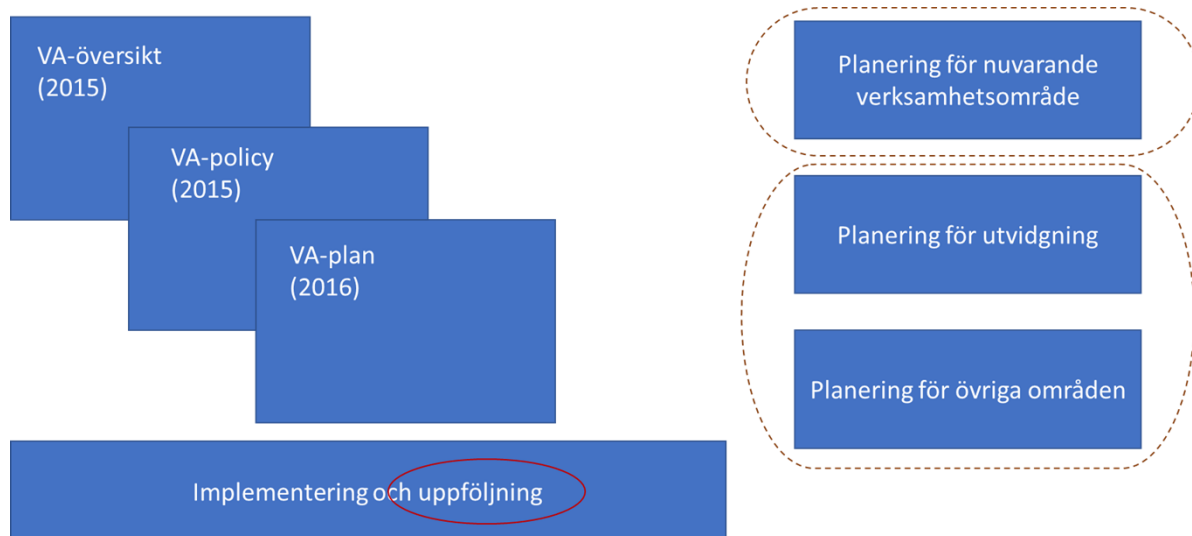 VA-översikt
(2015)
VA-policy
(2015)
VA-plan
(2016)
Implementering och uppföljning
Planering för nuvarande
verksamhetsområde
Planering för utvidgning
Planering för övriga områden